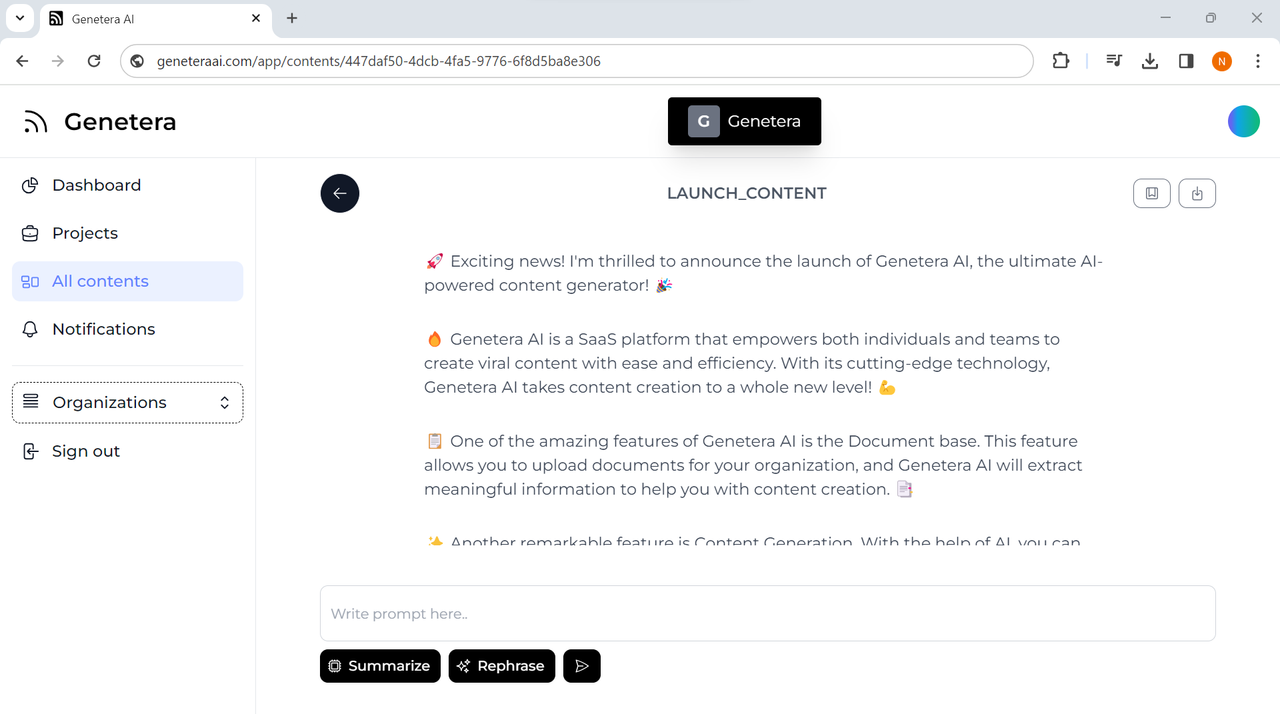 Genetera AI
geneteraai.com/app/contents/447daf50-4dcb-4fa5-9776-6f8d5ba8e306
N
Genetera
G Genetera
Dashboard
Projects
All contents
Notifications
Organizations
Sign out
LAUNCH_CONTENT
🚀 Exciting news! I'm thrilled to announce the launch of Genetera AI, the ultimate AI-
powered content generator! 🎉
🔥 Genetera AI is a SaaS platform that empowers both individuals and teams to
create viral content with ease and efficiency. With its cutting-edge technology,
Genetera AI takes content creation to a whole new level! 💪
📋 One of the amazing features of Genetera AI is the Document base. This feature
allows you to upload documents for your organization, and Genetera AI will extract
meaningful information to help you with content creation. 📑
✨ Another remarkable feature is Content Generation. With the help of AI, you can
Write prompt here..
Summarize
Rephrase